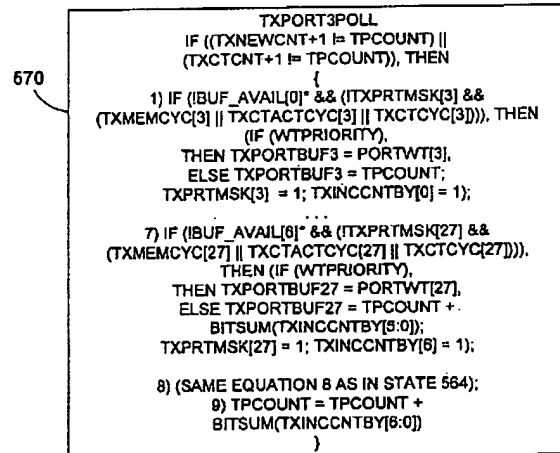 TXPORT3POLL
IF ((TXNEWCNT+1 != TPCOUNT) ||
(TXCTCNT+1 != TPCOUNT)), THEN
{
1) IF (!BUF_AVAIL[0]* && (!TXPRTMSK[3] &&
(TXMEMCYC[3] || TXCTACTCYC[3] || TXCTCYC[3]))), THEN
(IF (WTPRIORITY),
THEN TXPORTBUF3 = PORTWT[3],
ELSE TXPORTBUF3 = TPCOUNT;
TXPRTMSK[3] = 1; TXINCCNTBY[0] = 1);
. . .
7) IF (!BUF_AVAIL[6]* && (!TXPRTMSK[27] &&
(TXMEMCYC[27] || TXCTACTCYC[27] || TXCTCYC[27]))),
THEN (IF (WTPRIORITY),
THEN TXPORTBUF27 = PORTWT[27],
ELSE TXPORTBUF27 = TPCOUNT +
BITSUM(TXINCCNTBY[5:0]);
TXPRTMSK[27] = 1; TXINCCNTBY[6] = 1);
8) (SAME EQUATION 8 AS IN STATE 564);
9) TPCOUNT = TPCOUNT +
BITSUM(TXINCCNTBY[6:0])
}
570